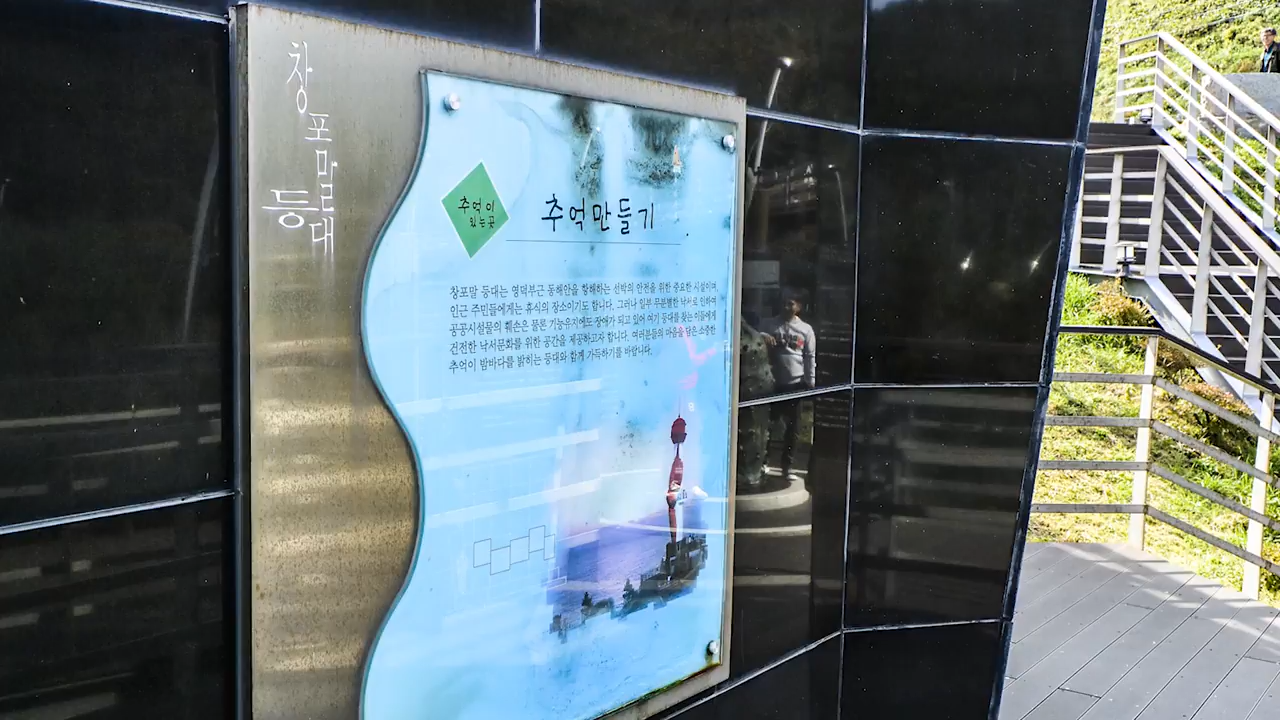 창포말
등대
추억이
있는곳
추억만들기
창포말 등대는 영덕부근 동해안을 항해하는 선박의 안전을 위한 중요한 시설이며,
인근 주민들에게는 휴식의 장소이기도 합니다. 그러나 일부 무분별한 낙서로 인하여
공공시설물의 훼손은 물론 기능유지에도 장애가 되고 있어 여기 등대를 찾는 이들에게
건전한 낙서문화를 위한 공간을 제공하고자 합니다. 여러분들의 마음을 담은 소중한
추억이 밤바다를 밝히는 등대와 함께 가득하기를 바랍니다.